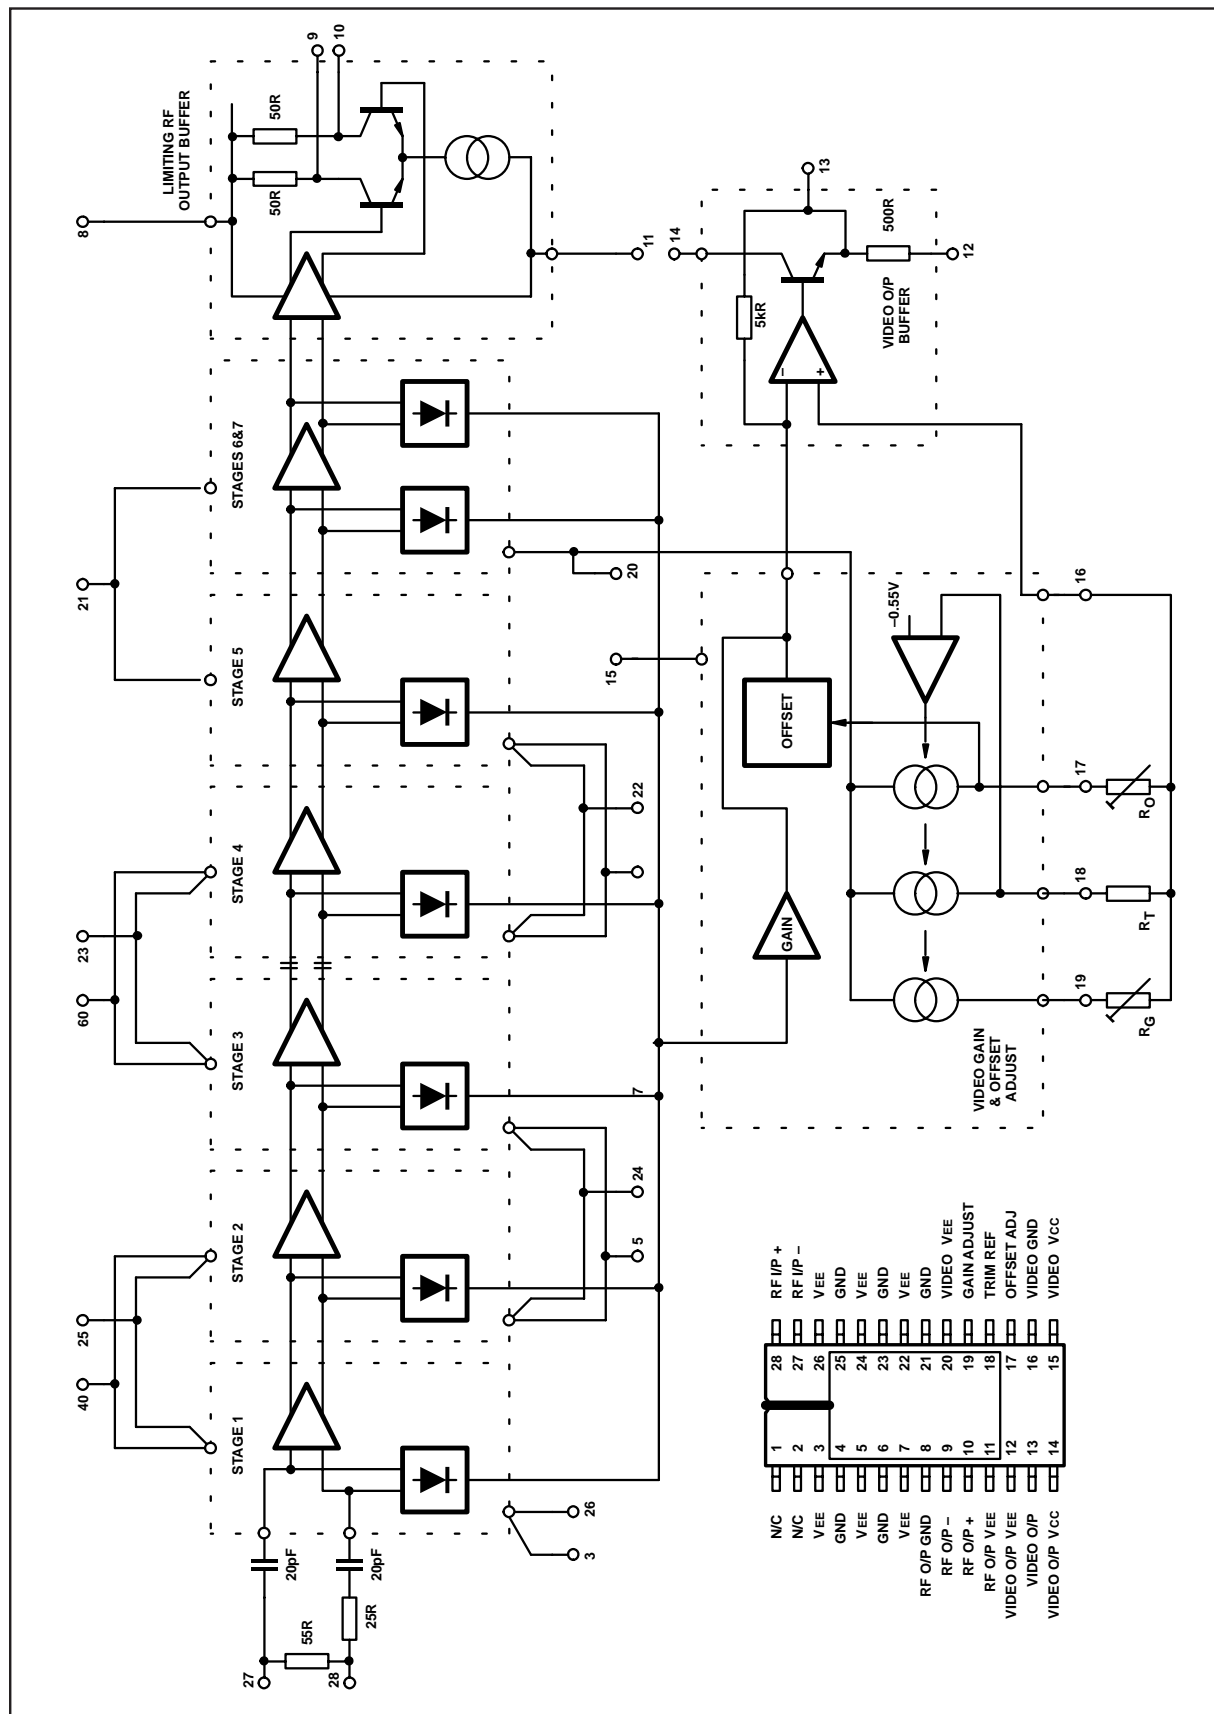 8
9
10
LIMITING RF
OUTPUT BUFFER
50R
50R
11
21
STAGES 6&7
20
STAGE 5
23
60
STAGE 4
22
STAGE 3
7
25
40
STAGE 2
24
5
STAGE 1
26
3
20pF
20pF
25R
55R
27
28
13
14
5kR
500R
12
VIDEO O/P
BUFFER
–
+
15
OFFSET
GAIN
–0.55V
16
17
RO
18
RT
19
RG
VIDEO GAIN
& OFFSET
ADJUST
N/C 1 28 RF I/P +
N/C 2 27 RF I/P –
VEE 3 26 VEE
GND 4 25 GND
VEE 5 24 VEE
GND 6 23 GND
VEE 7 22 VEE
RF O/P GND 8 21 GND
RF O/P – 9 20 VIDEO VEE
RF O/P + 10 19 GAIN ADJUST
RF O/P VEE 11 18 TRIM REF
VIDEO O/P VEE 12 17 OFFSET ADJ
VIDEO O/P 13 16 VIDEO GND
VIDEO O/P VCC 14 15 VIDEO VCC